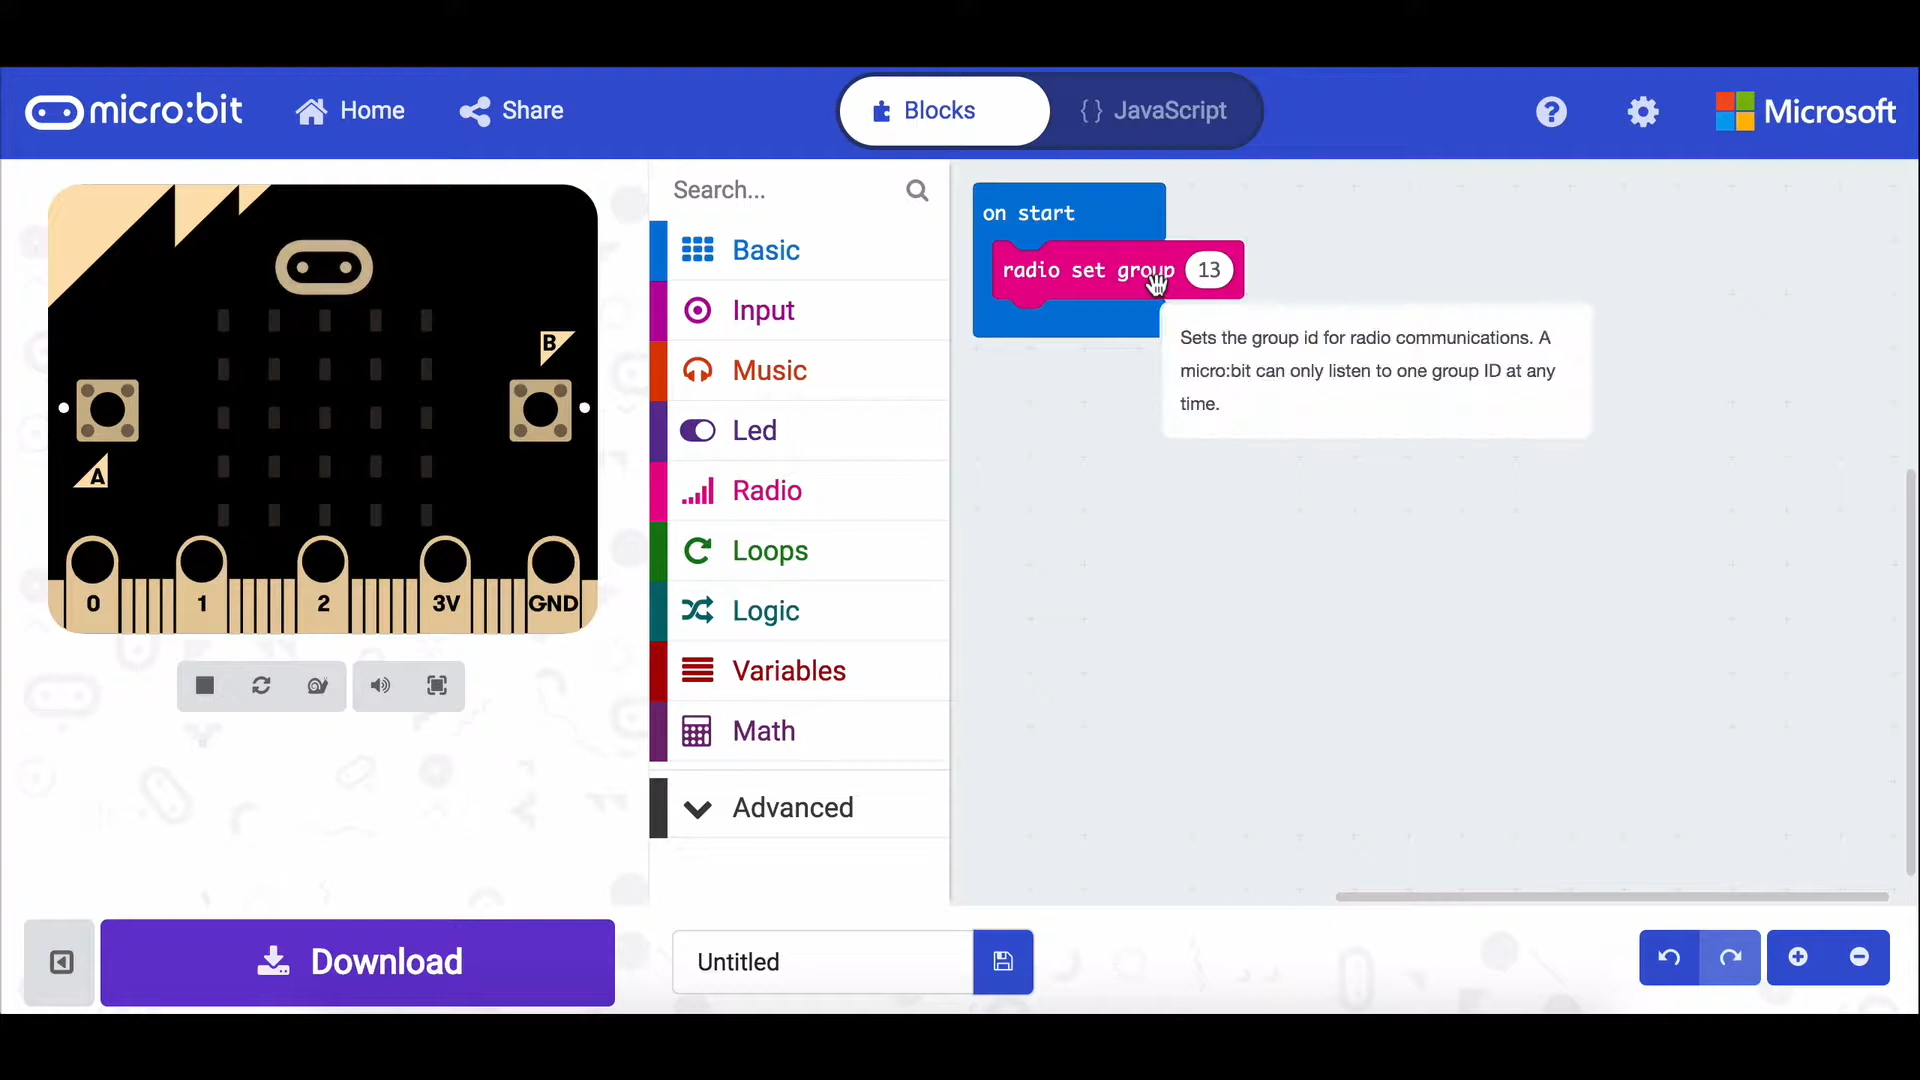 micro:bit
Home
Share
Blocks
{ } JavaScript
?
Microsoft
B
A
0
1
2
3V
GND
Search...
Basic
Input
Music
Led
Radio
Loops
Logic
Variables
Math
Advanced
on start
radio set group 13
Sets the group id for radio communications. A
micro:bit can only listen to one group ID at any
time.
Download
Untitled